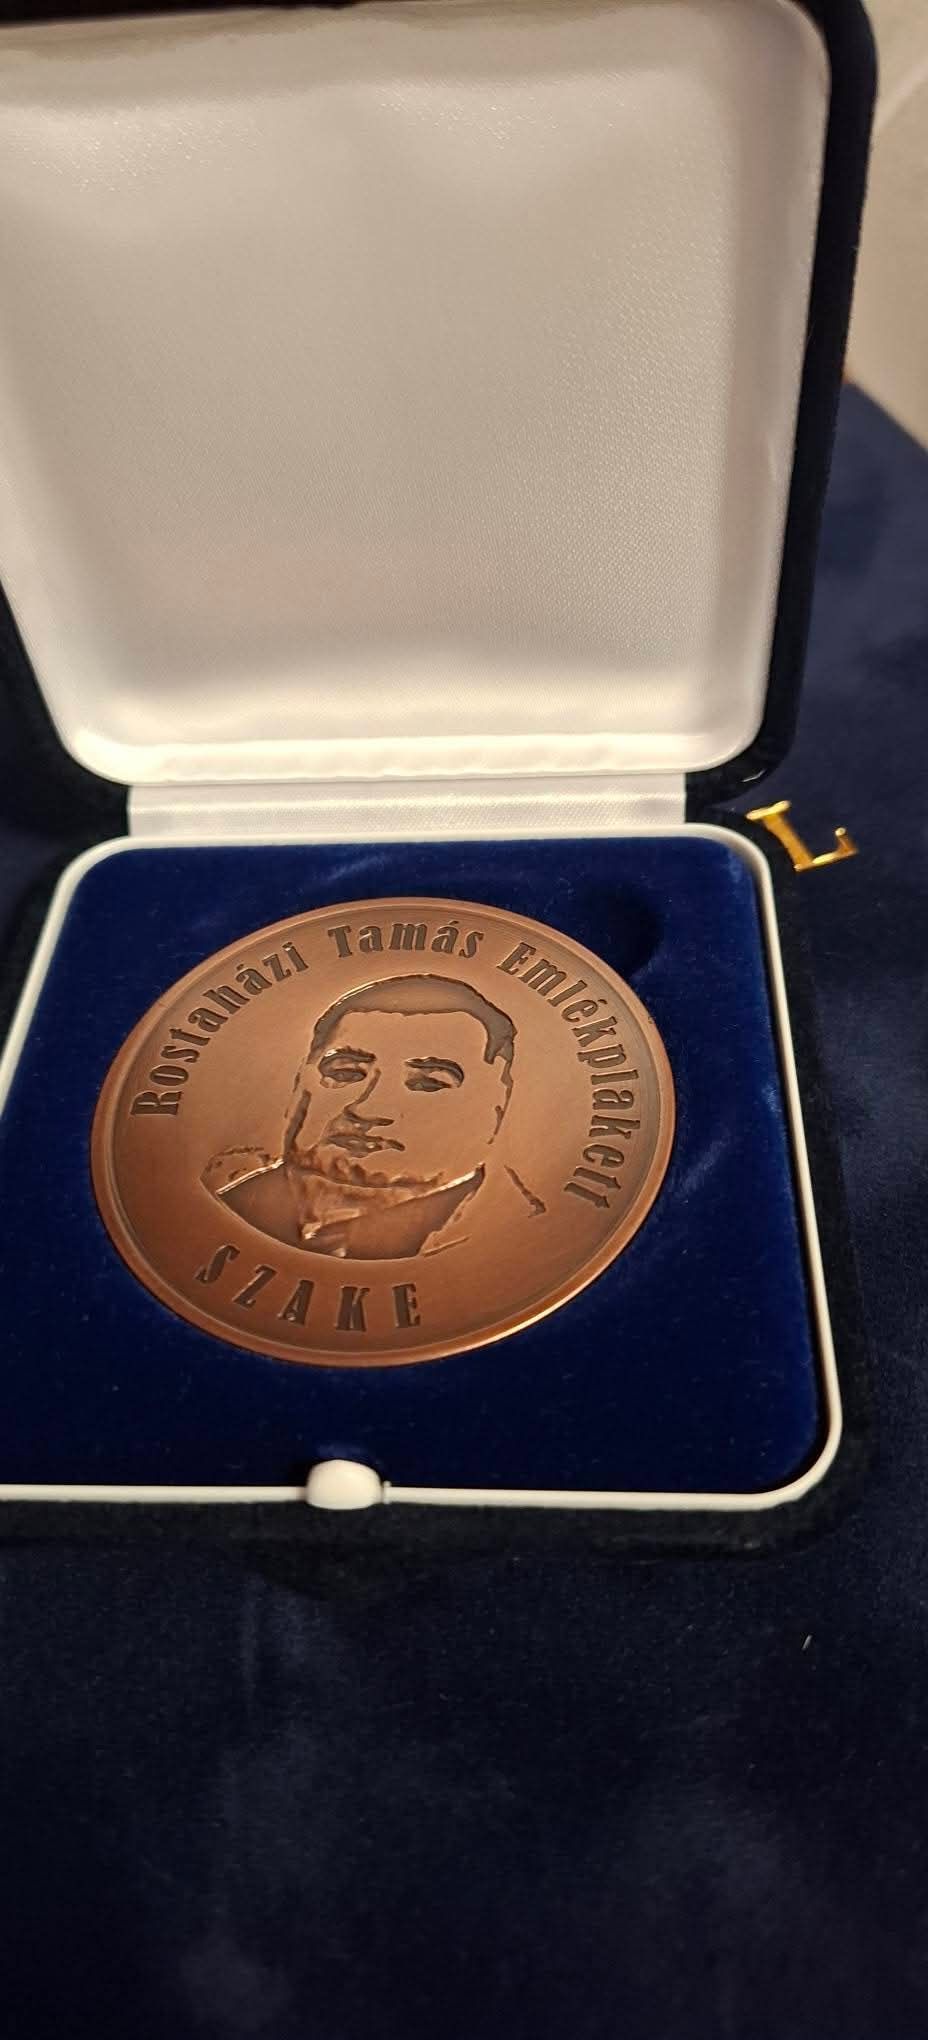 Rostaházi Tamás Emlékplakett
SZAKE
L